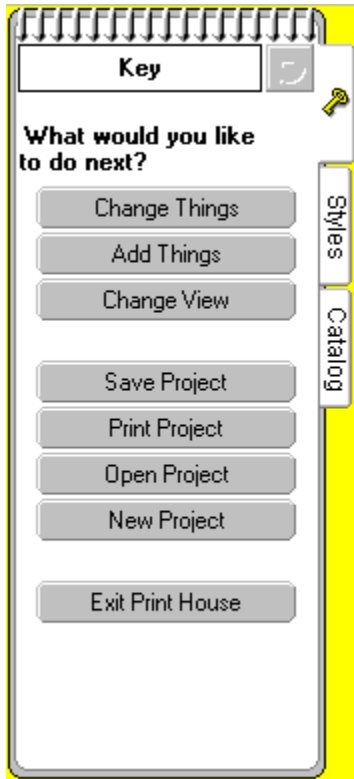 Key
What would you like
to do next?
Change Things
Add Things
Change View
Save Project
Print Project
Open Project
New Project
Exit Print House
Styles
Catalog